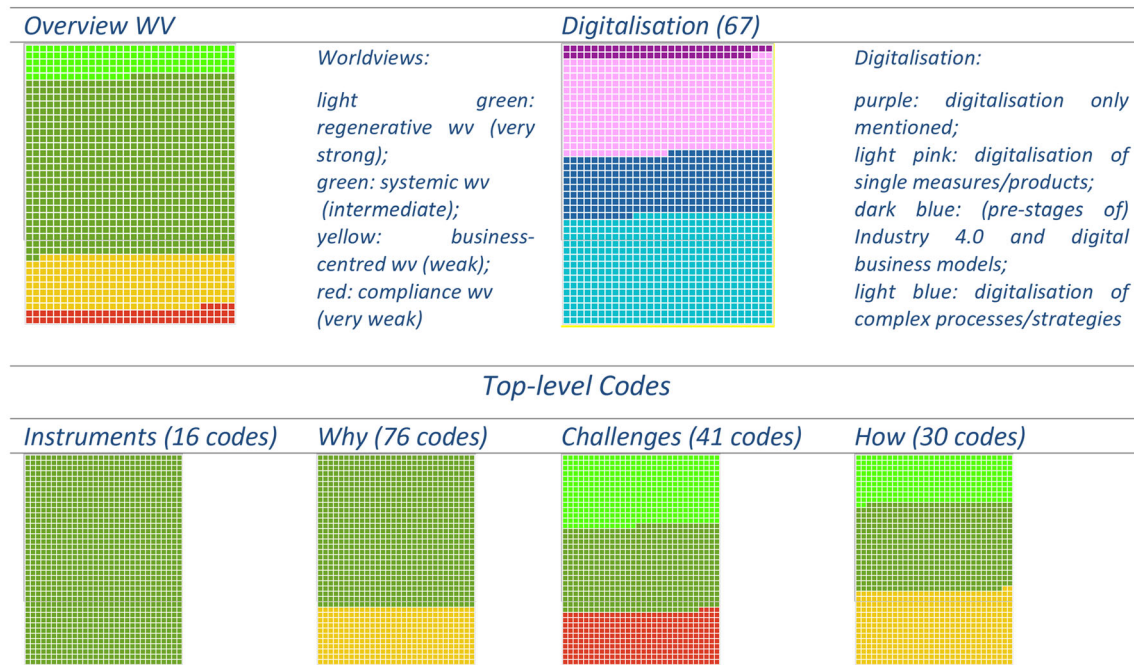 Overview WV
Digitalisation (67)
Worldviews:
light green:
regenerative wv (very
strong);
green: systemic wv
(intermediate);
yellow: business-
centred wv (weak);
red: compliance wv
(very weak)
Digitalisation:
purple: digitalisation only
mentioned;
light pink: digitalisation of
single measures/products;
dark blue: (pre-stages of)
Industry 4.0 and digital
business models;
light blue: digitalisation of
complex processes/strategies
Top-level Codes
Instruments (16 codes)
Why (76 codes)
Challenges (41 codes)
How (30 codes)